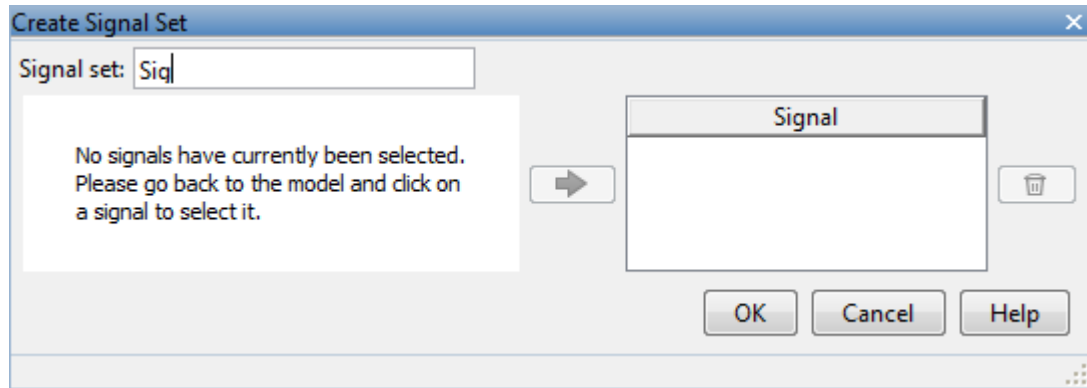 Create Signal Set
Signal set: Sig
No signals have currently been selected.
Please go back to the model and click on
a signal to select it.
Signal
OK Cancel Help